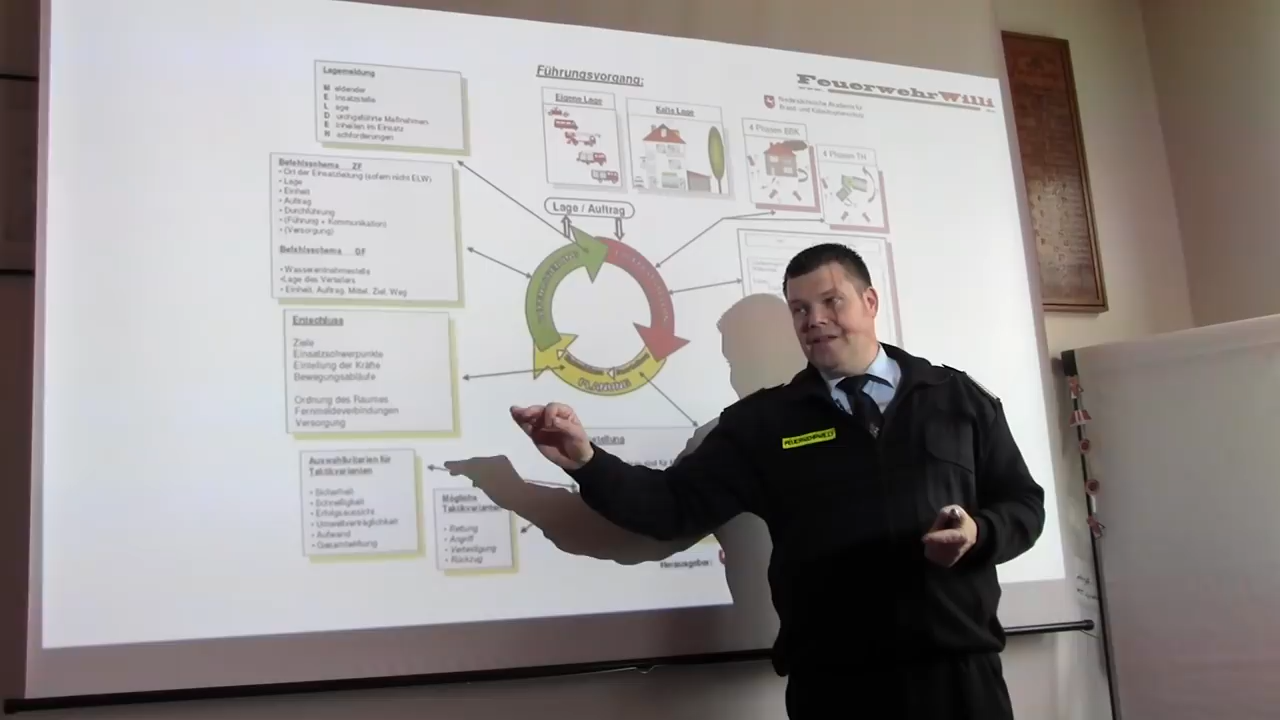 Lagemeldung
M eldender
E insatzstelle
L age
D urchgeführte Maßnahmen
E inheiten im Einsatz
N achforderungen
Befehlsschema ZF
• Ort der Einsatzleitung (sofern nicht ELW)
• Lage
• Einheit
• Auftrag
• Durchführung
• (Führung + Kommunikation)
• (Versorgung)
Befehlsschema GF
• Wasserentnahmestelle
• Lage des Verteilers
• Einheit, Auftrag, Mittel, Ziel, Weg
Entschluss
Ziele
Einsatzschwerpunkte
Einteilung der Kräfte
Bewegungsabläufe
Ordnung des Raumes
Fernmeldeverbindungen
Versorgung
Auswahlkriterien für
Taktikvarianten
• Sicherheit
• Schnelligkeit
• Erfolgsaussicht
• Umweltverträglichkeit
• Aufwand
• Gesamtwirkung
Mögliche
Taktikvarianten
• Rettung
• Angriff
• Verteidigung
• Rückzug
Führungsvorgang:
Eigene Lage
Kalte Lage
Lage / Auftrag
PLANUNG
FeuerwehrWilli
Niedersächsische Akademie für
Brand- und Katastrophenschutz
4 Phasen BBK
4 Phasen TH
Herausgeber:
FEUERWEHRWILLI